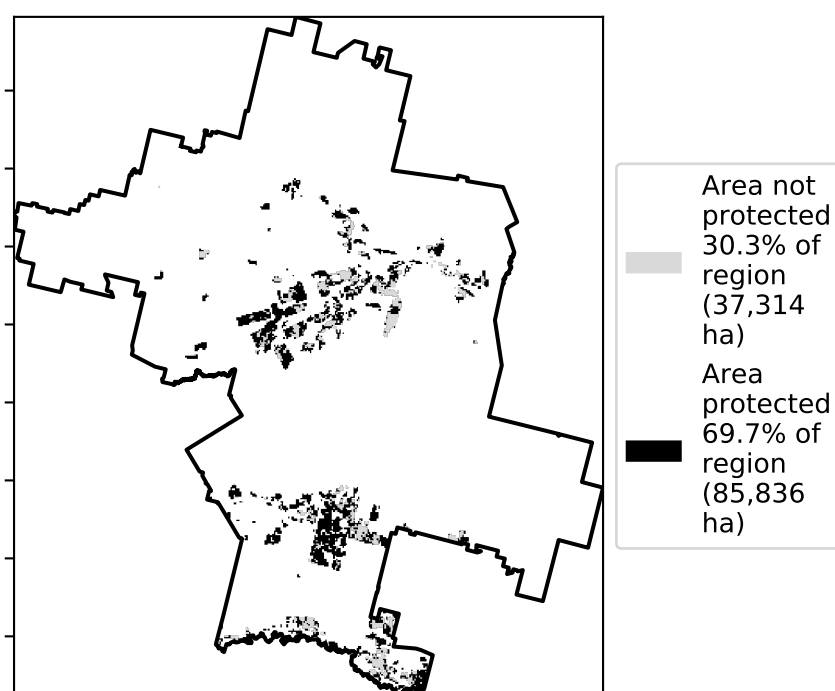 Area not
protected
30.3% of
region
(37,314
ha)
Area
protected
69.7% of
region
(85,836
ha)